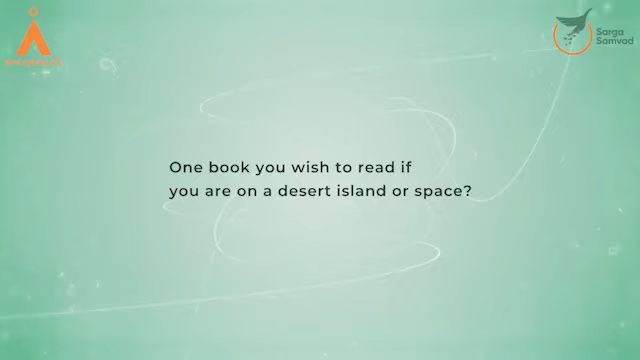 Sarga
Samvad
One book you wish to read if
you are on a desert island or space?